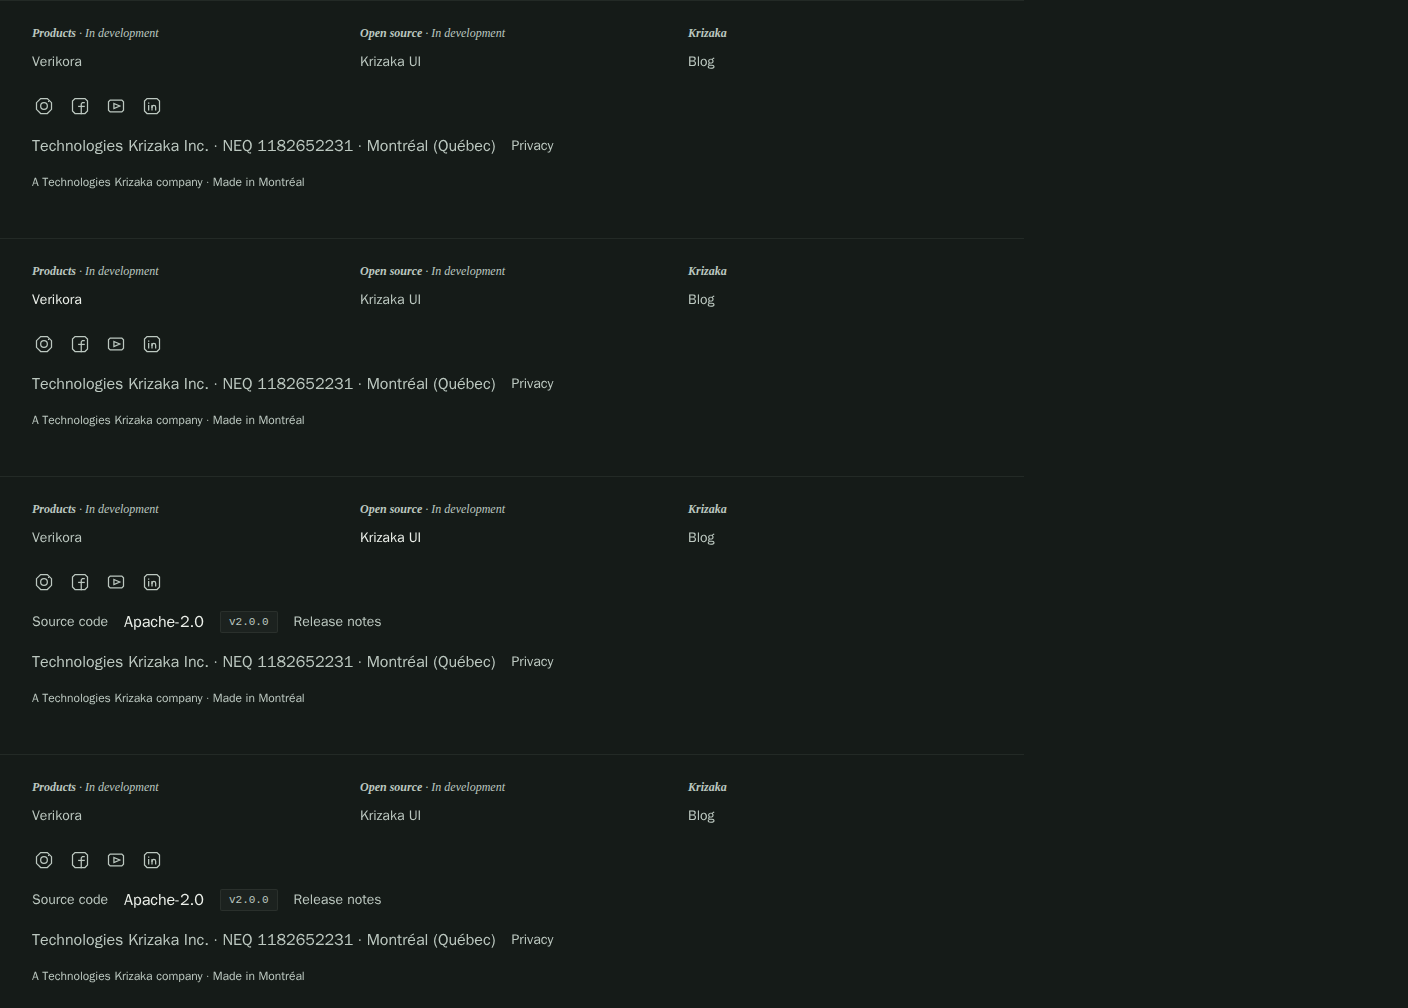 Products · In development
Open source · In development
Krizaka
Verikora
Krizaka UI
Blog
Technologies Krizaka Inc. · NEQ 1182652231 · Montréal (Québec) Privacy
A Technologies Krizaka company · Made in Montréal
Products · In development
Open source · In development
Krizaka
Verikora
Krizaka UI
Blog
Technologies Krizaka Inc. · NEQ 1182652231 · Montréal (Québec) Privacy
A Technologies Krizaka company · Made in Montréal
Products · In development
Open source · In development
Krizaka
Verikora
Krizaka UI
Blog
Source code Apache-2.0 v2.0.0 Release notes
Technologies Krizaka Inc. · NEQ 1182652231 · Montréal (Québec) Privacy
A Technologies Krizaka company · Made in Montréal
Products · In development
Open source · In development
Krizaka
Verikora
Krizaka UI
Blog
Source code Apache-2.0 v2.0.0 Release notes
Technologies Krizaka Inc. · NEQ 1182652231 · Montréal (Québec) Privacy
A Technologies Krizaka company · Made in Montréal